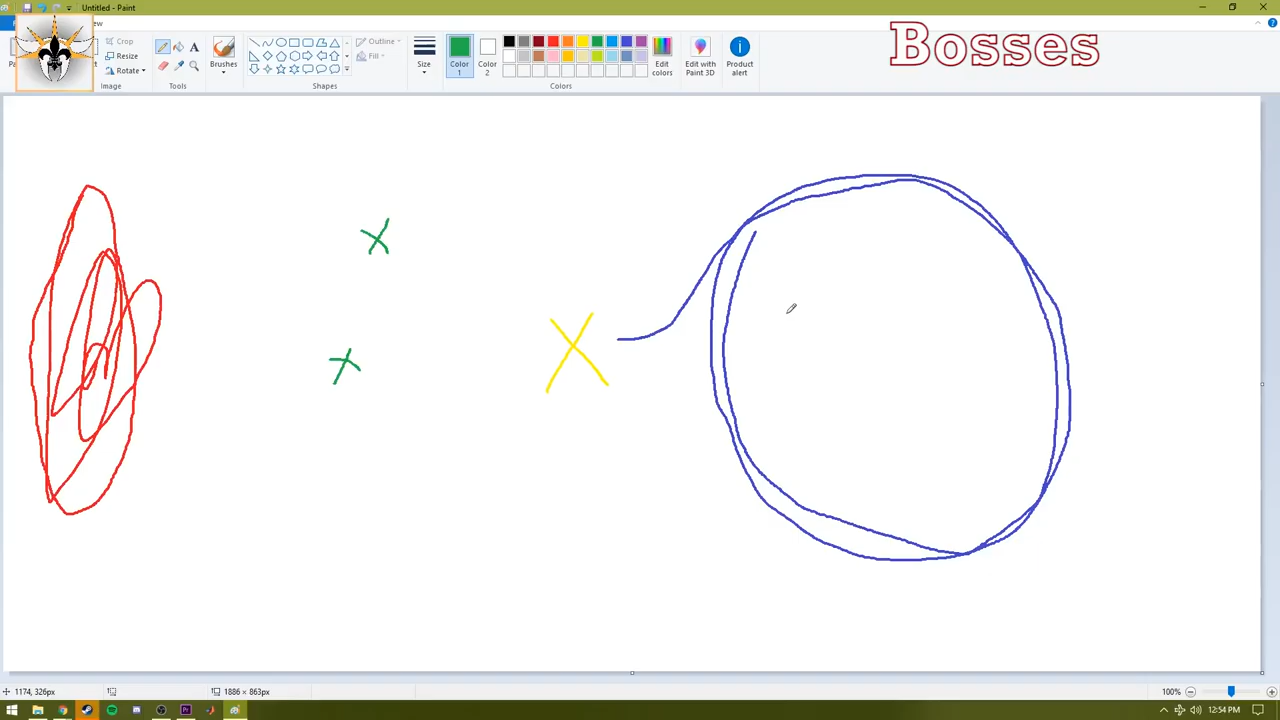 Untitled - Paint
Bosses
ew
Crop
Resize
Rotate
Outline
Fill
Brushes
Size
Color 1
Color 2
Edit colors
Edit with Paint 3D
Product alert
Image
Tools
Shapes
Colors
1174, 326px
1886 × 863px
100%
12:54 PM